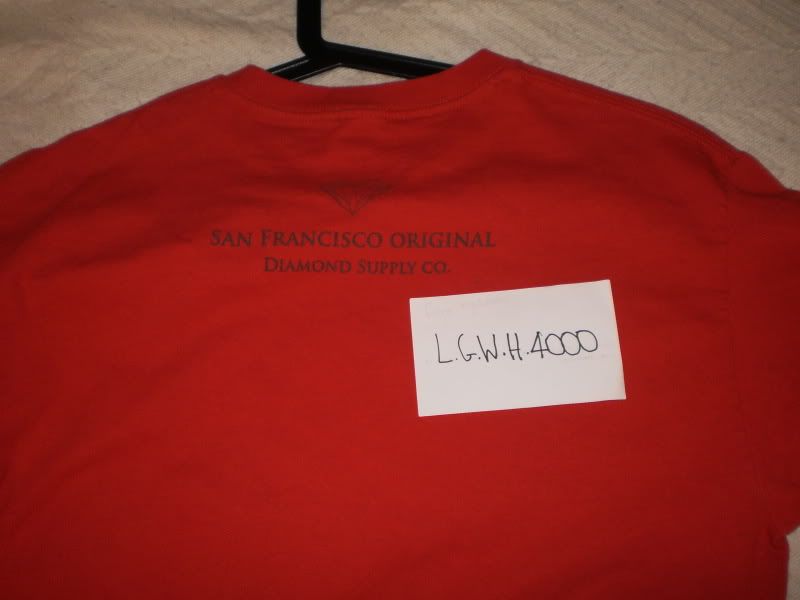 SAN FRANCISCO ORIGINAL
DIAMOND SUPPLY CO.
L.G.W.H.4000